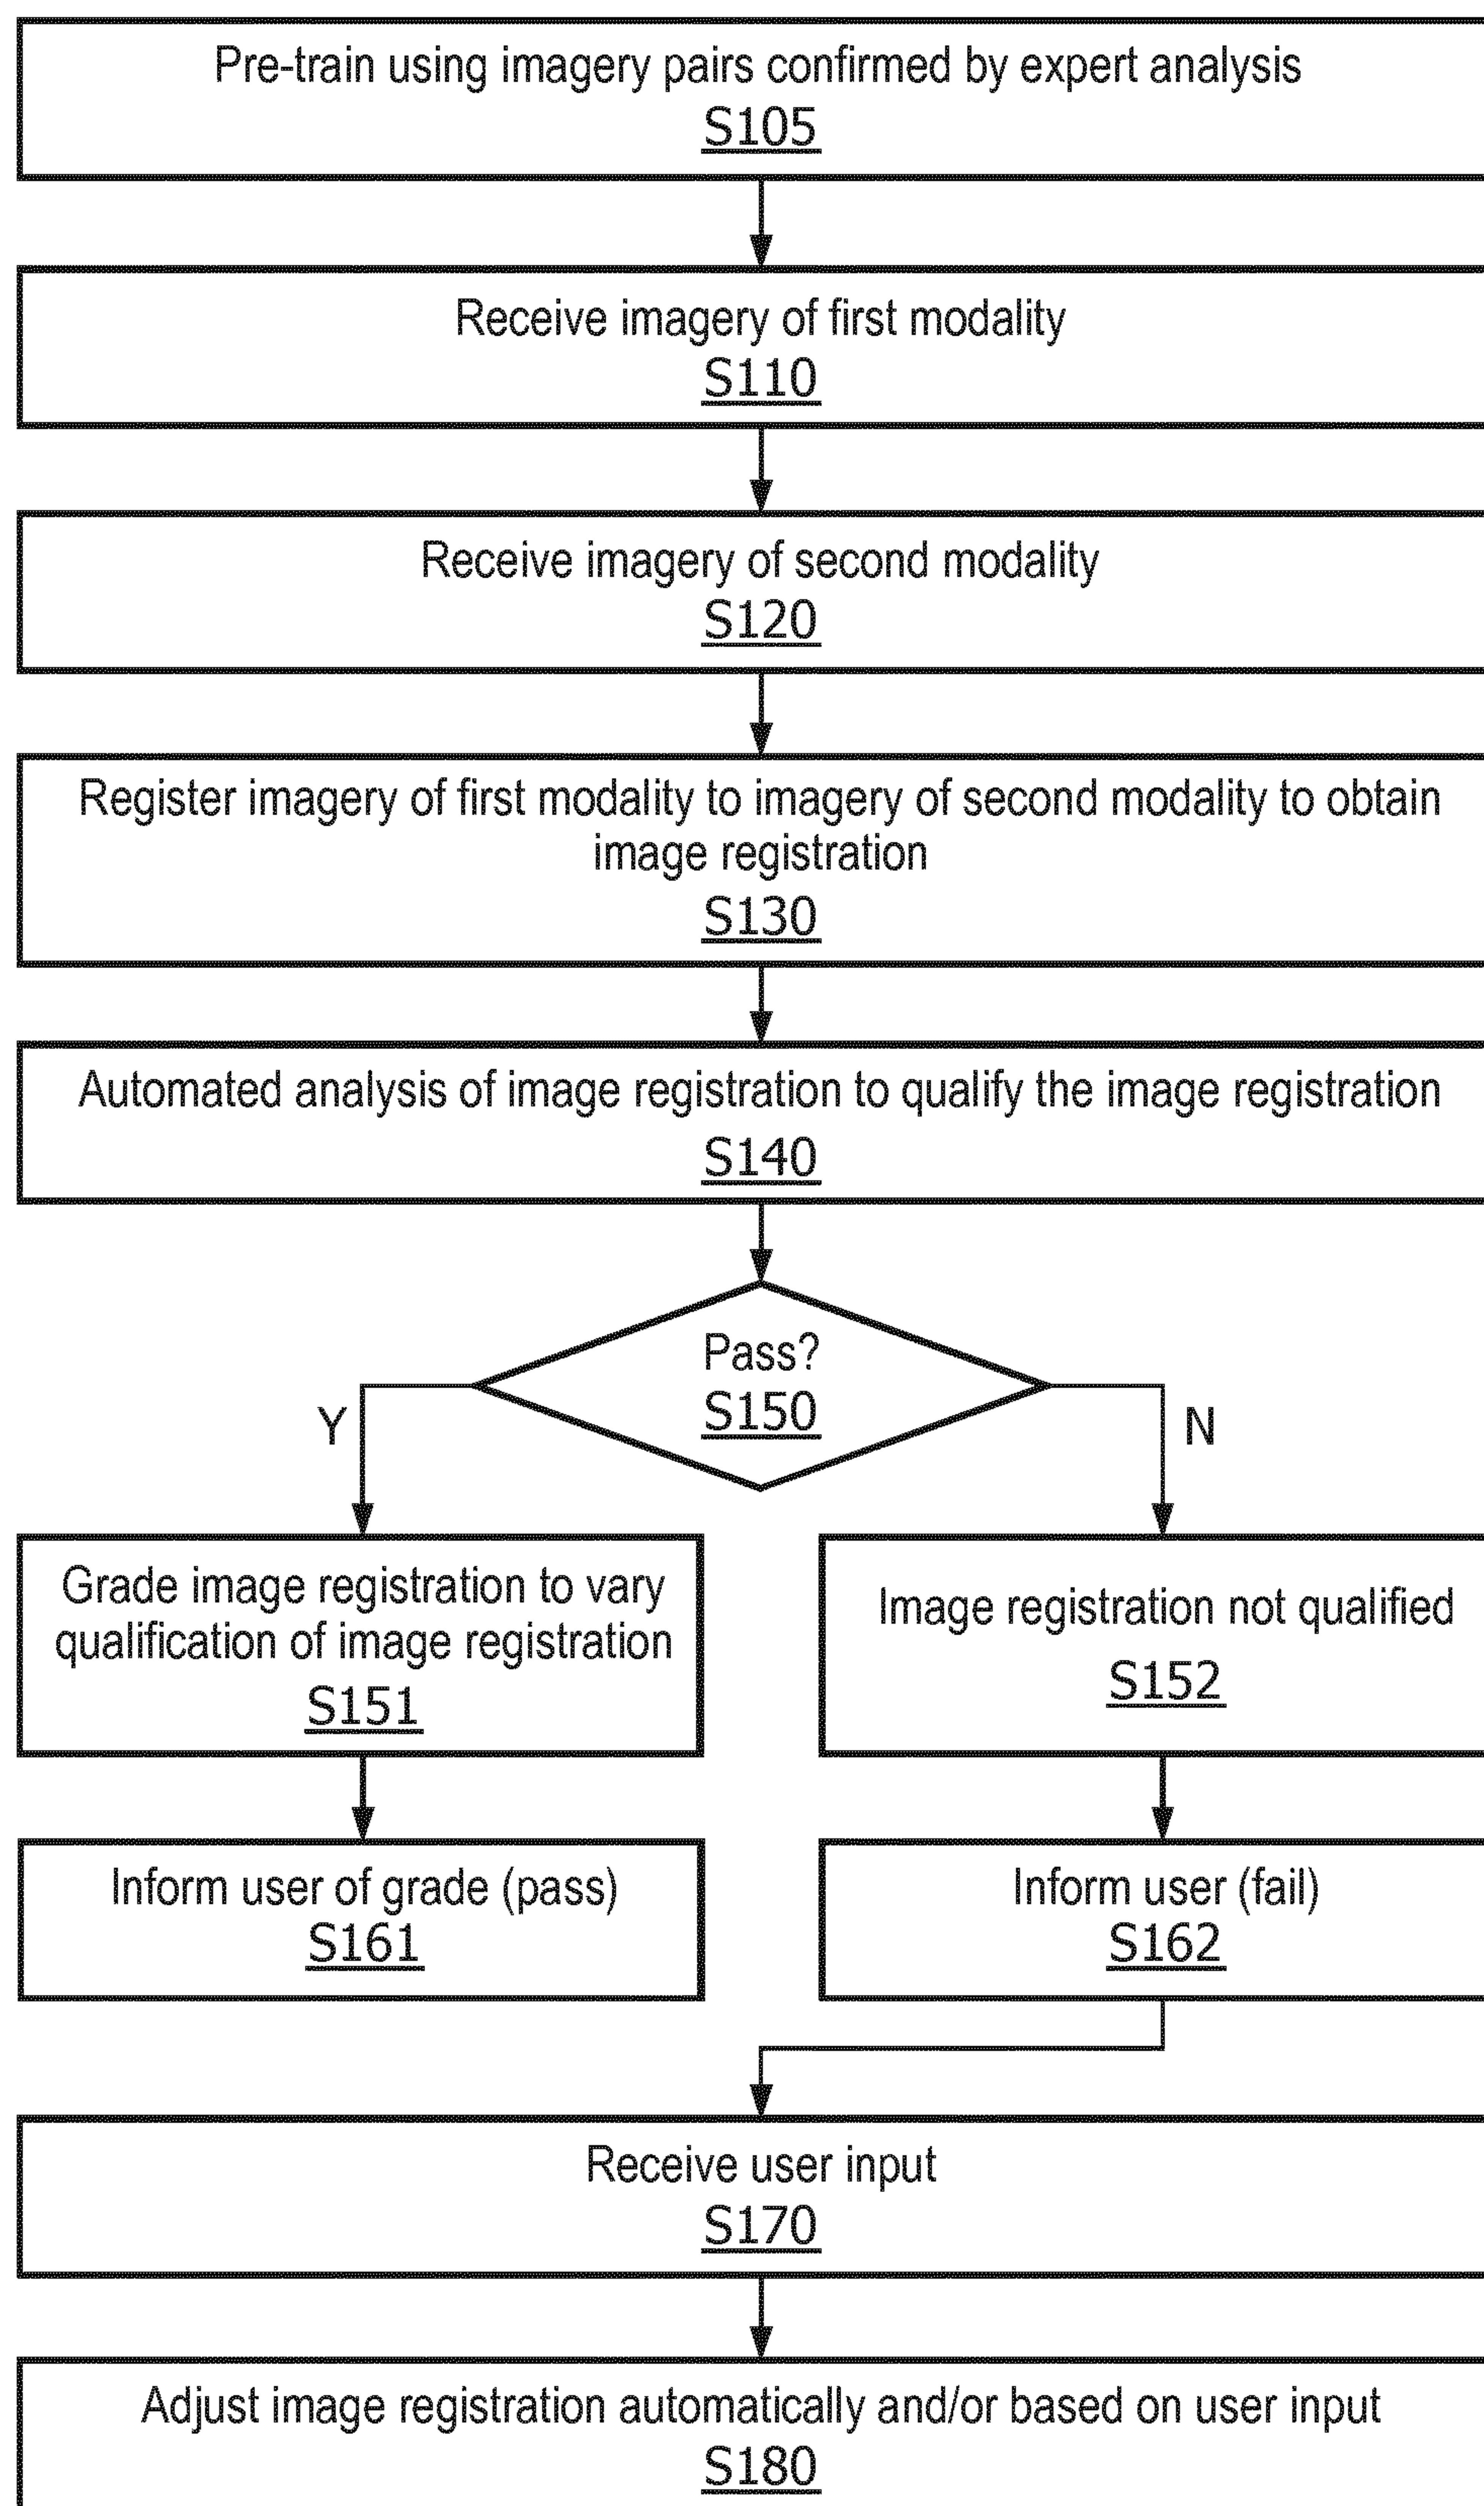 Pre-train using imagery pairs confirmed by expert analysis
S105
Receive imagery of first modality
S110
Receive imagery of second modality
S120
Register imagery of first modality to imagery of second modality to obtain
image registration
S130
Automated analysis of image registration to qualify the image registration
S140
Pass?
S150
Y
N
Grade image registration to vary
qualification of image registration
S151
Image registration not qualified
S152
Inform user of grade (pass)
S161
Inform user (fail)
S162
Receive user input
S170
Adjust image registration automatically and/or based on user input
S180